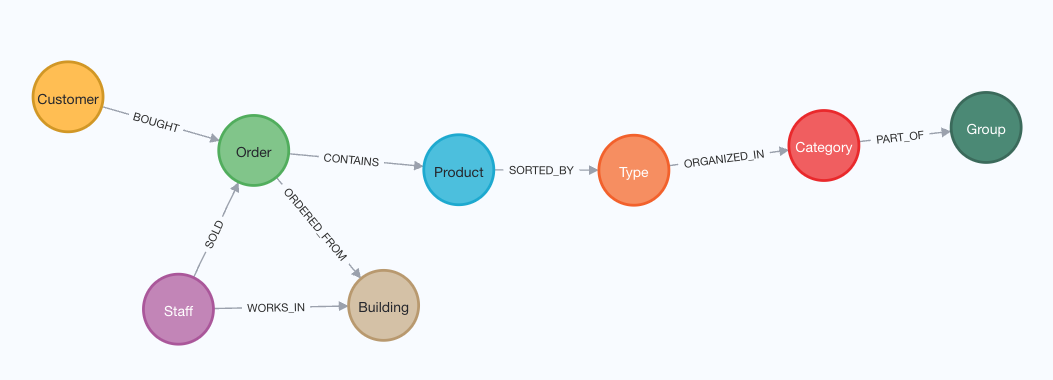 Customer
BOUGHT
Order
CONTAINS
Product
SORTED_BY
Type
ORGANIZED_IN
Category
PART_OF
Group
SOLD
ORDERED_FROM
Staff
WORKS_IN
Building